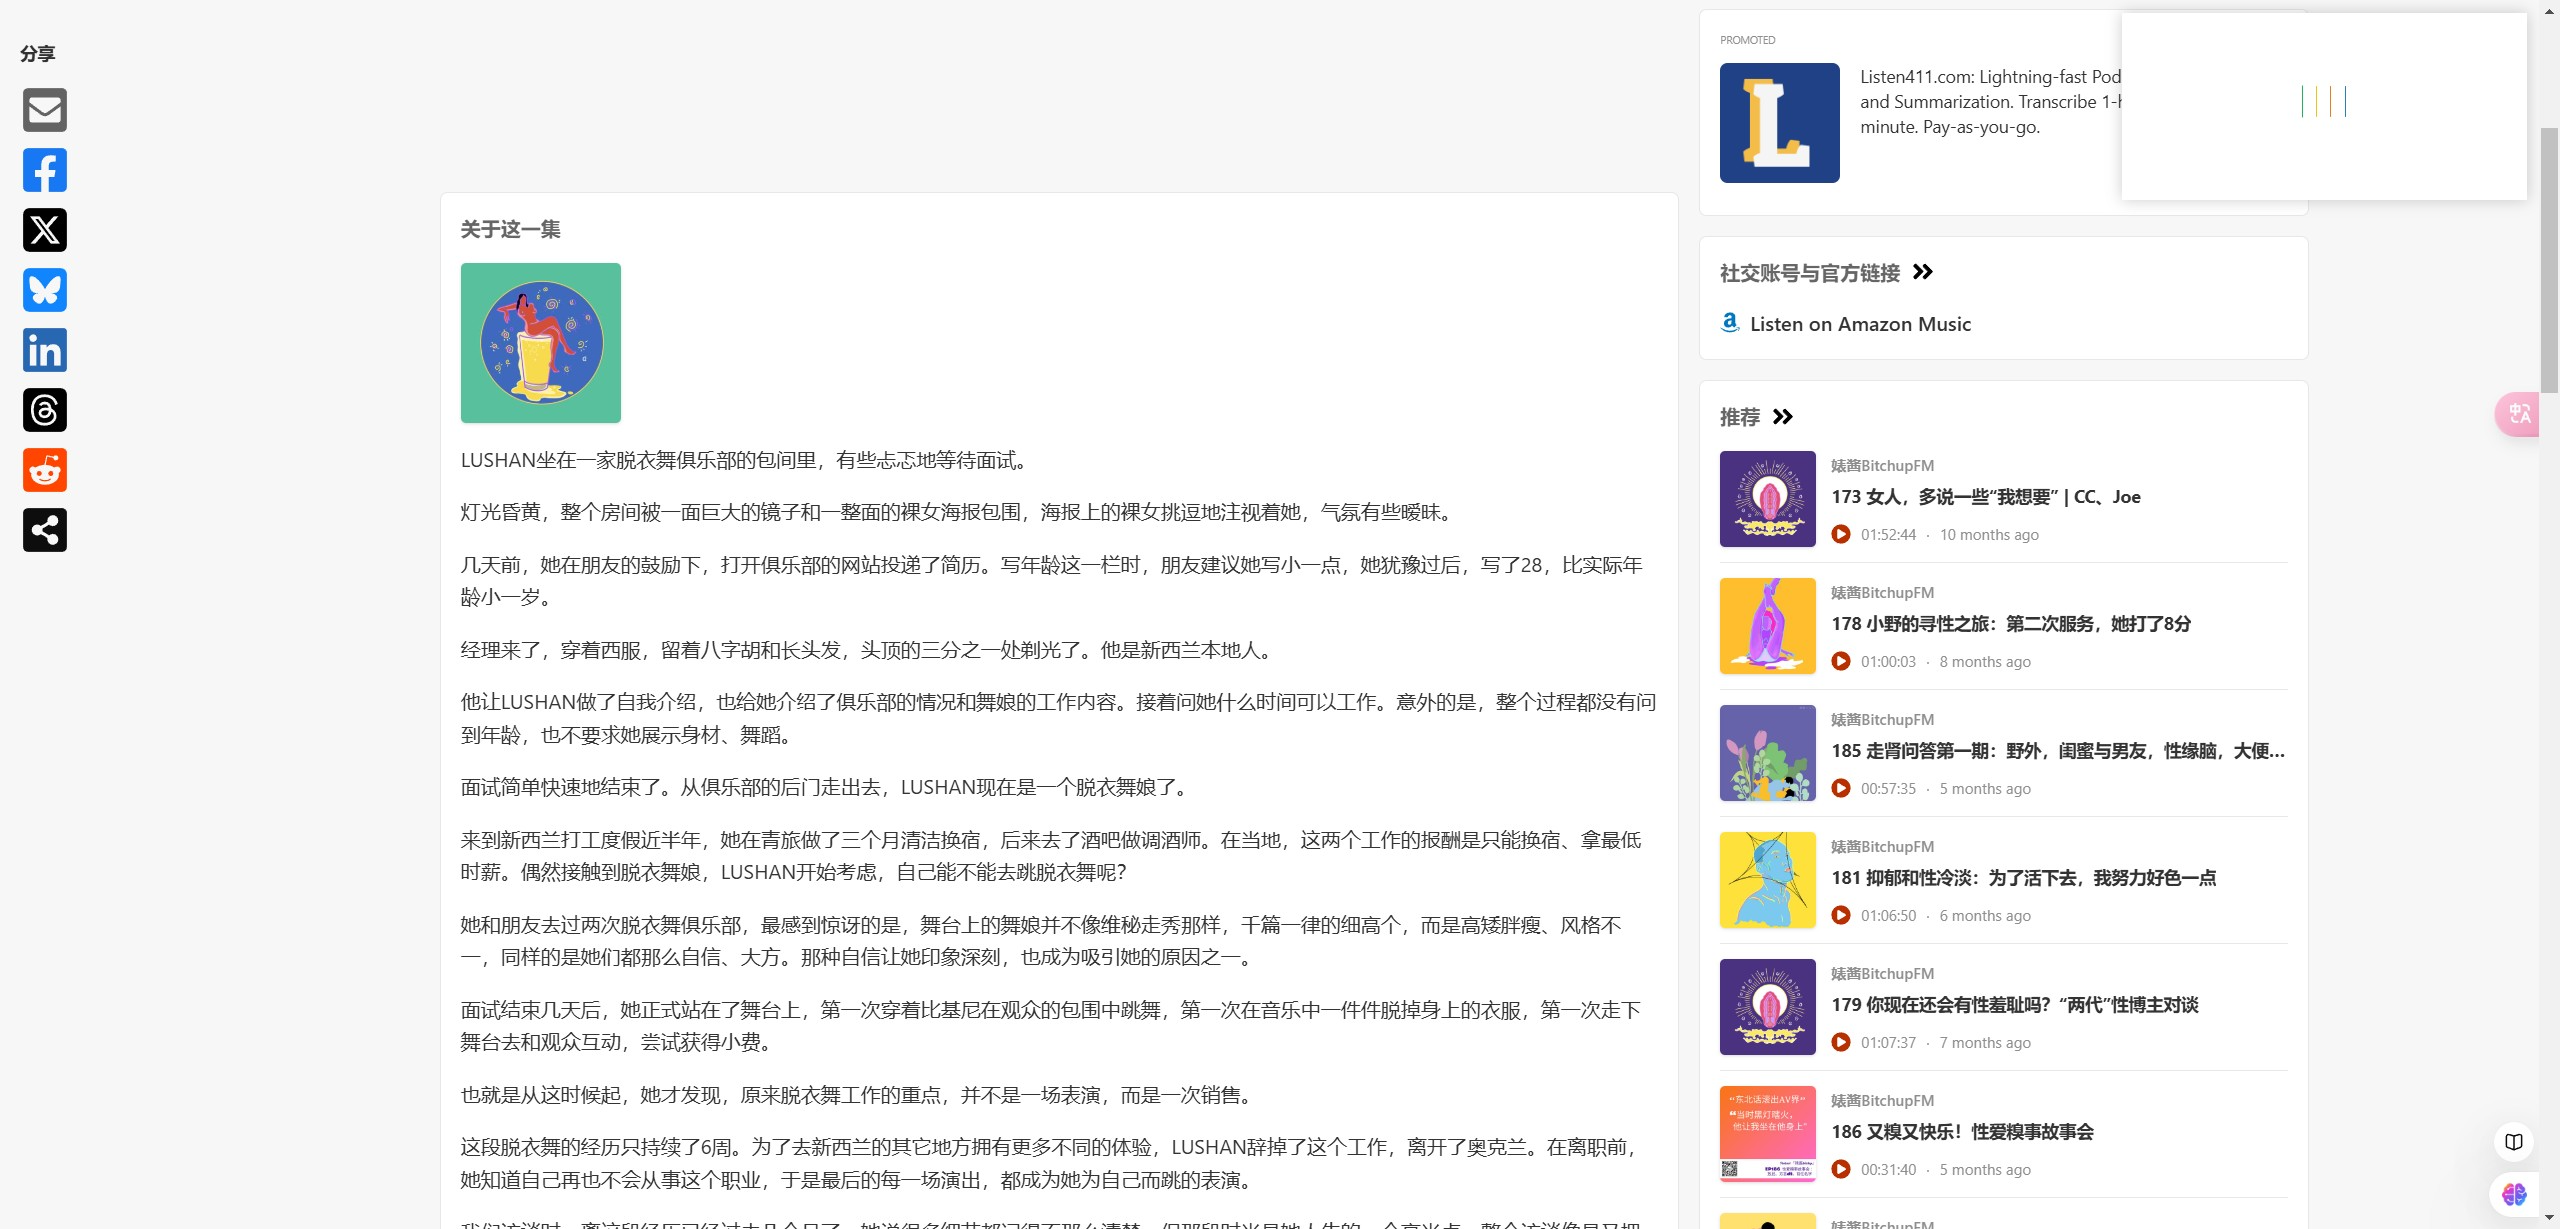 分享
关于这一集
LUSHAN坐在一家脱衣舞俱乐部的包间里，有些忐忑地等待面试。
灯光昏黄，整个房间被一面巨大的镜子和一整面的裸女海报包围，海报上的裸女挑逗地注视着她，气氛有些暧昧。
几天前，她在朋友的鼓励下，打开俱乐部的网站投递了简历。写年龄这一栏时，朋友建议她写小一点，她犹豫过后，写了28，比实际年
龄小一岁。
经理来了，穿着西服，留着八字胡和长头发，头顶的三分之一处剃光了。他是新西兰本地人。
他让LUSHAN做了自我介绍，也给她介绍了俱乐部的情况和舞娘的工作内容。接着问她什么时间可以工作。意外的是，整个过程都没有问
到年龄，也不要求她展示身材、舞蹈。
面试简单快速地结束了。从俱乐部的后门走出去，LUSHAN现在是一个脱衣舞娘了。
来到新西兰打工度假近半年，她在青旅做了三个月清洁换宿，后来去了酒吧做调酒师。在当地，这两个工作的报酬是只能换宿、拿最低
时薪。偶然接触到脱衣舞娘，LUSHAN开始考虑，自己能不能去跳脱衣舞呢？
她和朋友去过两次脱衣舞俱乐部，最感到惊讶的是，舞台上的舞娘并不像维秘走秀那样，千篇一律的细高个，而是高矮胖瘦、风格不
一，同样的是她们都那么自信、大方。那种自信让她印象深刻，也成为吸引她的原因之一。
面试结束几天后，她正式站在了舞台上，第一次穿着比基尼在观众的包围中跳舞，第一次在音乐中一件件脱掉身上的衣服，第一次走下
舞台去和观众互动，尝试获得小费。
也就是从这时候起，她才发现，原来脱衣舞工作的重点，并不是一场表演，而是一次销售。
这段脱衣舞的经历只持续了6周。为了去新西兰的其它地方拥有更多不同的体验，LUSHAN辞掉了这个工作，离开了奥克兰。在离职前，
她知道自己再也不会从事这个职业，于是最后的每一场演出，都成为她为自己而跳的表演。
PROMOTED
Listen411.com: Lightning-fast Pod
and Summarization. Transcribe 1-h
minute. Pay-as-you-go.
社交账号与官方链接
Listen on Amazon Music
推荐
婊酱BitchupFM
173 女人，多说一些“我想要” | CC、Joe
01:52:44 · 10 months ago
婊酱BitchupFM
178 小野的寻性之旅：第二次服务，她打了8分
01:00:03 · 8 months ago
婊酱BitchupFM
185 走肾问答第一期：野外，闺蜜与男友，性缘脑，大便...
00:57:35 · 5 months ago
婊酱BitchupFM
181 抑郁和性冷淡：为了活下去，我努力好色一点
01:06:50 · 6 months ago
婊酱BitchupFM
179 你现在还会有性羞耻吗？“两代”性博主对谈
01:07:37 · 7 months ago
“东北话滚出AV界”
“当时黑灯瞎火，
他让我坐在他身上”
婊酱BitchupFM
186 又糗又快乐！性爱糗事故事会
00:31:40 · 5 months ago
婊酱BitchupFM